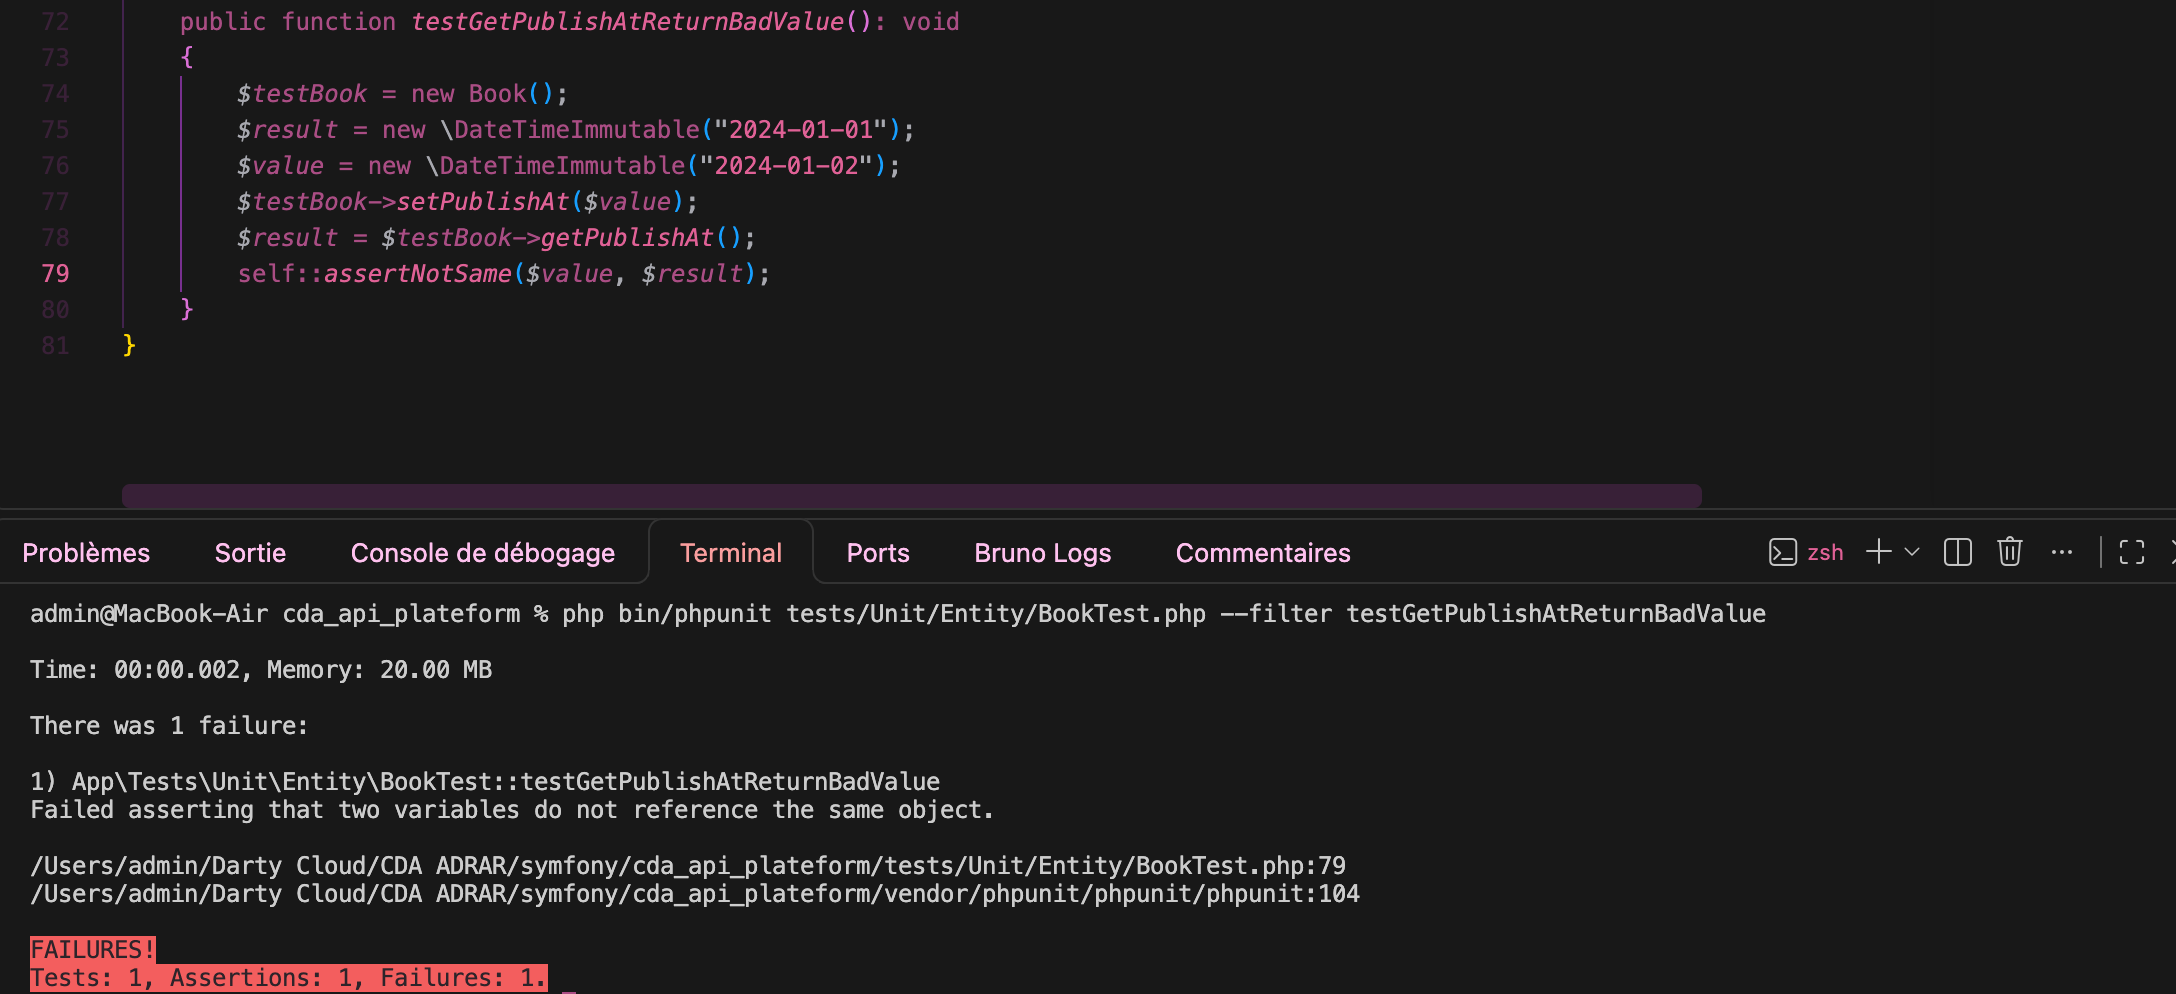 72 public function testGetPublishAtReturnBadValue(): void
73 {
74 $testBook = new Book();
75 $result = new \DateTimeImmutable("2024-01-01");
76 $value = new \DateTimeImmutable("2024-01-02");
77 $testBook->setPublishAt($value);
78 $result = $testBook->getPublishAt();
79 self::assertNotSame($value, $result);
80 }
81 }
Problèmes Sortie Console de débogage Terminal Ports Bruno Logs Commentaires zsh
admin@MacBook-Air cda_api_plateform % php bin/phpunit tests/Unit/Entity/BookTest.php --filter testGetPublishAtReturnBadValue
Time: 00:00.002, Memory: 20.00 MB
There was 1 failure:
1) App\Tests\Unit\Entity\BookTest::testGetPublishAtReturnBadValue
Failed asserting that two variables do not reference the same object.
/Users/admin/Darty Cloud/CDA ADRAR/symfony/cda_api_plateform/tests/Unit/Entity/BookTest.php:79
/Users/admin/Darty Cloud/CDA ADRAR/symfony/cda_api_plateform/vendor/phpunit/phpunit/phpunit:104
FAILURES!
Tests: 1, Assertions: 1, Failures: 1.